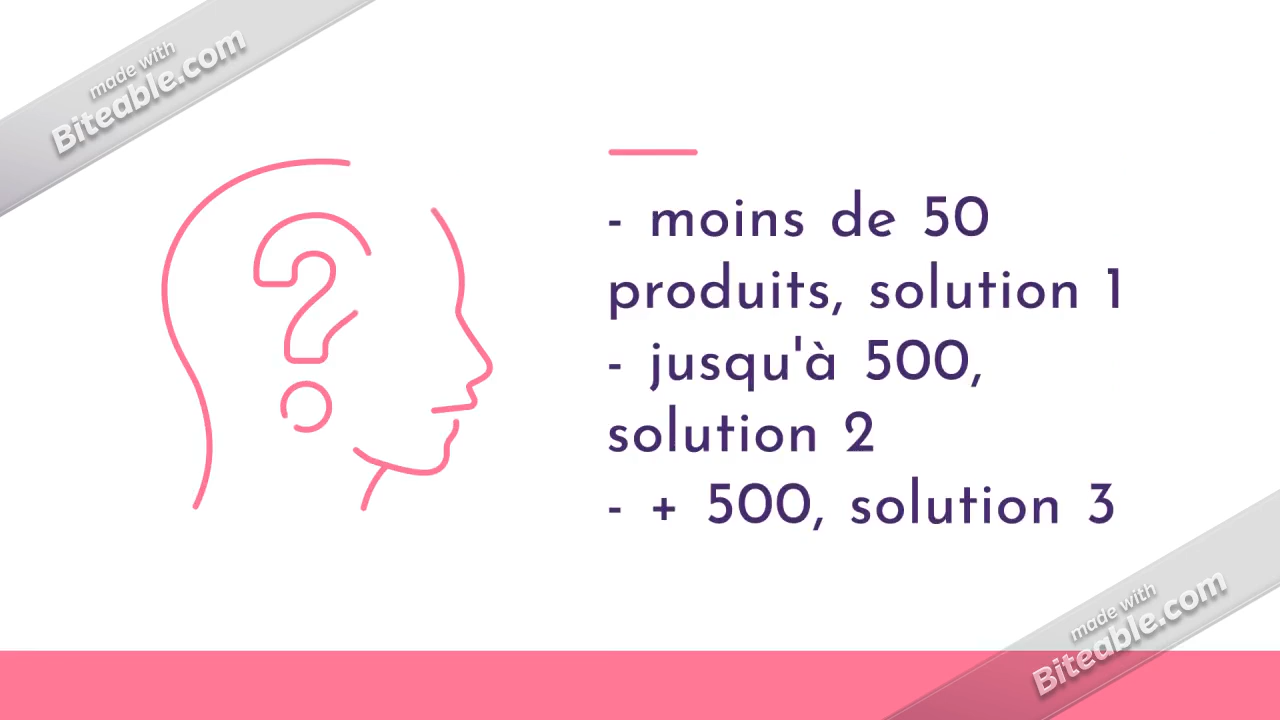 made with
Biteable.com
- moins de 50
produits, solution 1
- jusqu'à 500,
solution 2
- + 500, solution 3
made with
Biteable.com